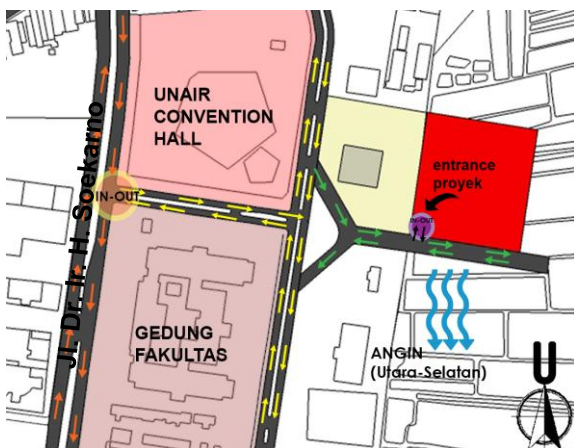 UNAIR
CONVENTION
HALL
entrance
proyek
IN-OUT
IN-OUT
Jl. Dr. Ir. H. Soekarno
GEDUNG
FAKULTAS
ANGIN
(Utara-Selatan)
U